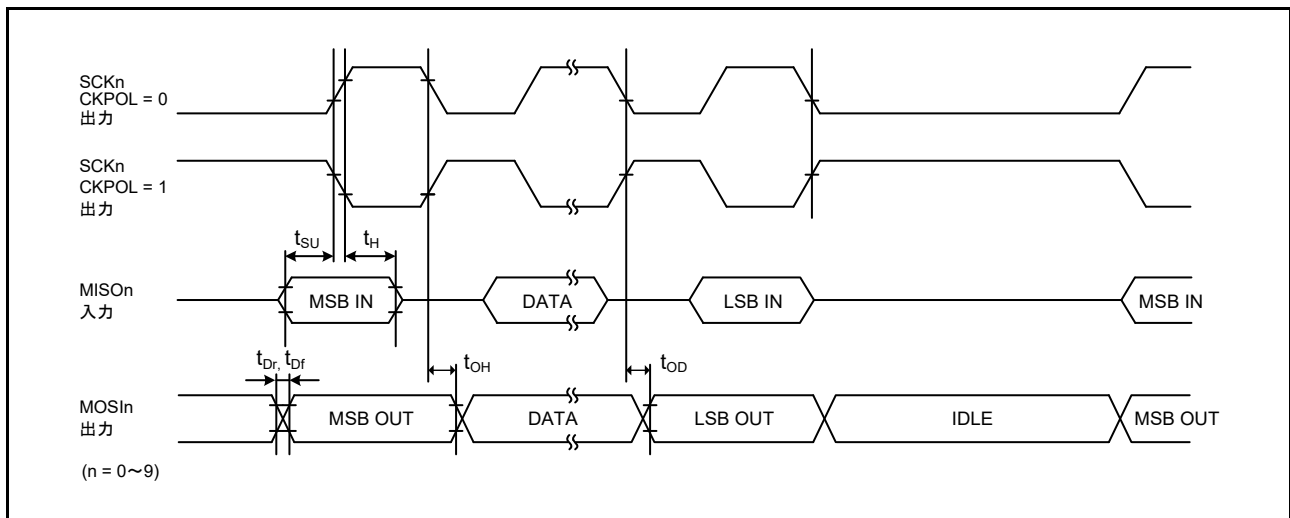 SCKn
CKPOL = 0
出力
SCKn
CKPOL = 1
出力
tSU
tH
MISOn
入力
MSB IN
DATA
LSB IN
MSB IN
tDr, tDf
tOH
tOD
MOSIn
出力
MSB OUT
DATA
LSB OUT
IDLE
MSB OUT
(n = 0～9)